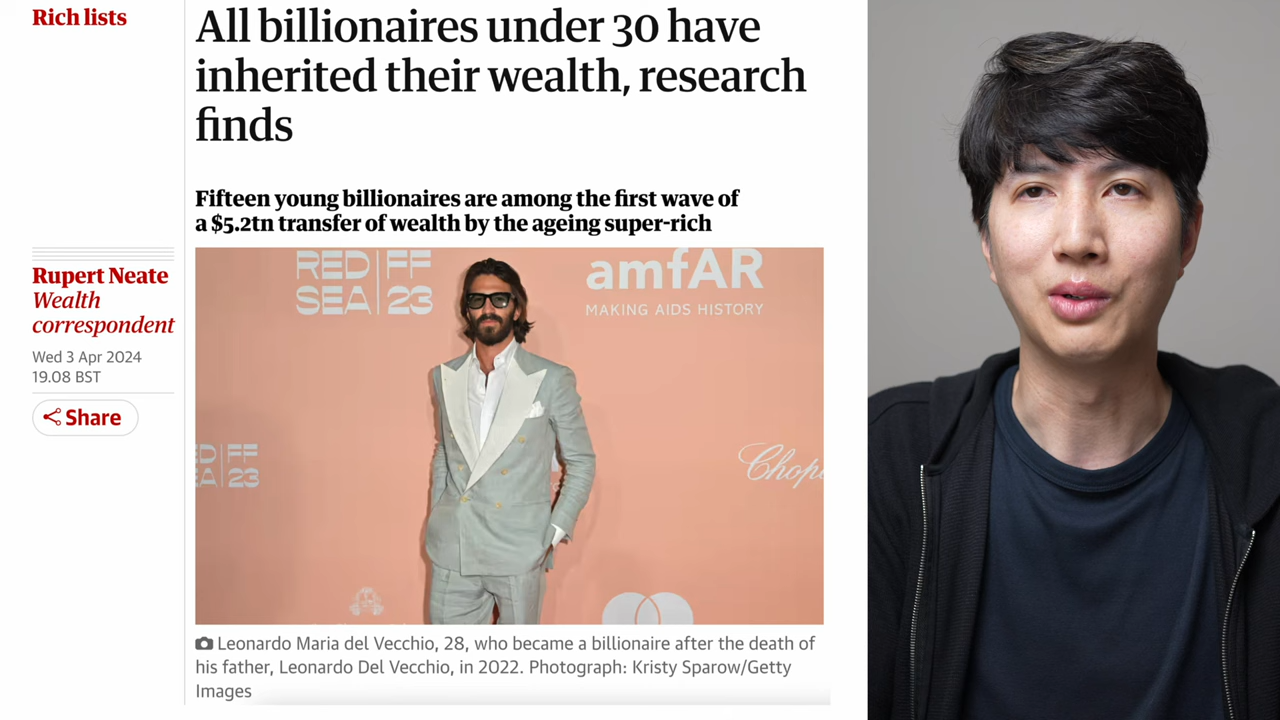 Rich lists
All billionaires under 30 have
inherited their wealth, research
finds
Fifteen young billionaires are among the first wave of
a $5.2tn transfer of wealth by the ageing super-rich
Rupert Neate
Wealth
correspondent
Wed 3 Apr 2024
19.08 BST
Share
RED FF
SEA 23
amfAR
MAKING AIDS HISTORY
FF
23
Leonardo Maria del Vecchio, 28, who became a billionaire after the death of
his father, Leonardo Del Vecchio, in 2022. Photograph: Kristy Sparow/Getty
Images